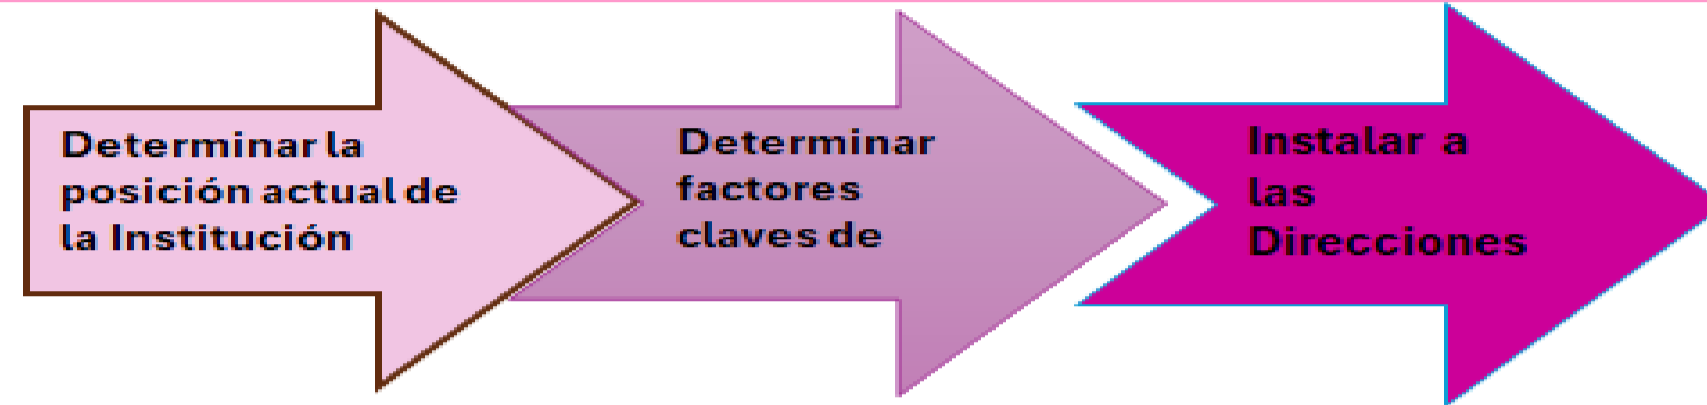 Determinar la
posición actual de
la Institución
Determinar
factores
claves de
Instalar a
las
Direcciones